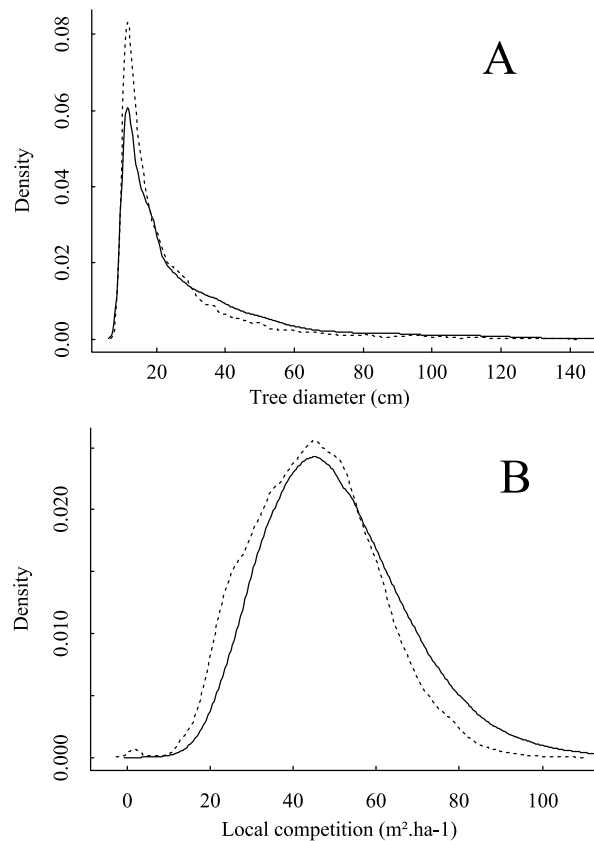 A
Density
0.00 0.02 0.04 0.06 0.08
20 40 60 80 100 120 140
Tree diameter (cm)
B
Density
0.000 0.010 0.020
0 20 40 60 80 100
Local competition (m².ha-1)